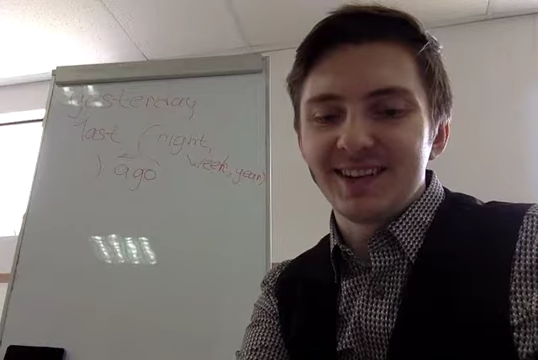 yesterday
last (night,
week, year)
) ago